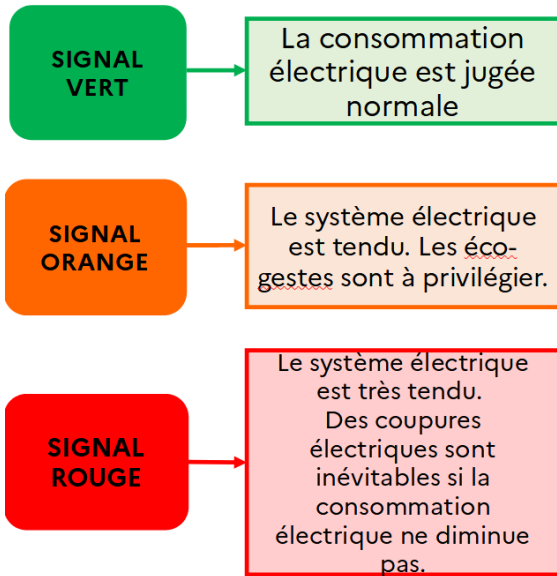 SIGNAL
VERT
La consommation
électrique est jugée
normale
SIGNAL
ORANGE
Le système électrique
est tendu. Les éco-
gestes sont à privilégier.
SIGNAL
ROUGE
Le système électrique
est très tendu.
Des coupures
électriques sont
inévitables si la
consommation
électrique ne diminue
pas.